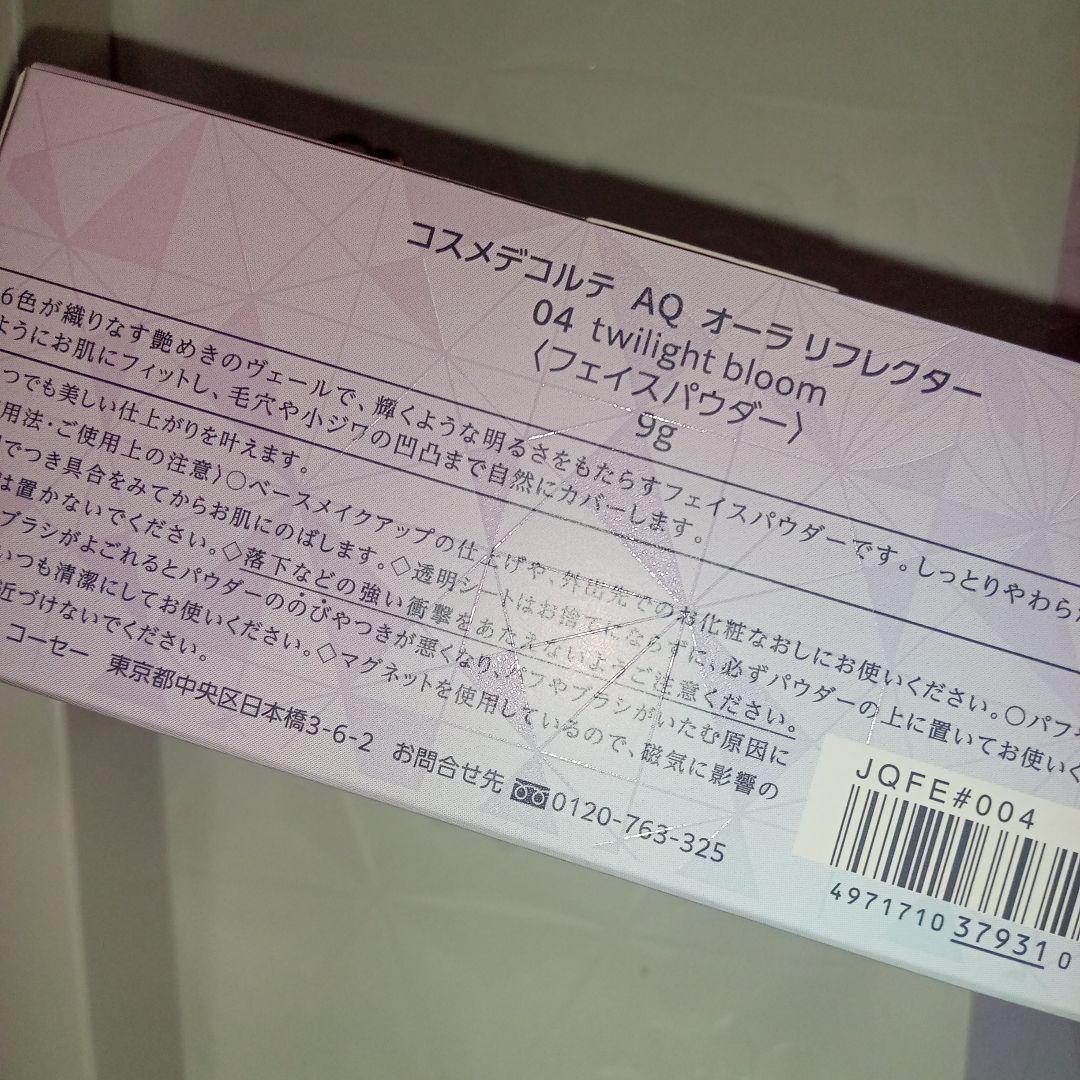 コスメデコルテ AQ オーラ リフレクター
04 twilight bloom
〈フェイスパウダー〉
9g
6色が織りなす艶めきのヴェールで、輝くような明るさをもたらすフェイスパウダーです。しっとりやわら
ようにお肌にフィットし、毛穴や小ジワの凹凸まで自然にカバーします。
つでも美しい仕上がりを叶えます。
用法・ご使用上の注意〉○ベースメイクアップの仕上げや、外出先でのお化粧なおしにお使いください。○パフ
でつき具合をみてからお肌にのばします。◇透明シートはお捨てにならずに、必ずパウダーの上に置いてお使いく
は置かないでください。◇落下などの強い衝撃をあたえないようご注意ください。
ブラシがよごれるとパウダーののびやつきが悪くなり、パフやブラシがいたむ原因に
いつも清潔にしてお使いください。◇マグネットを使用しているので、磁気に影響の
近づけないでください。
コーセー 東京都中央区日本橋3-6-2 お問合せ先 0120-763-325
JQFE#004
4971710 37931 0